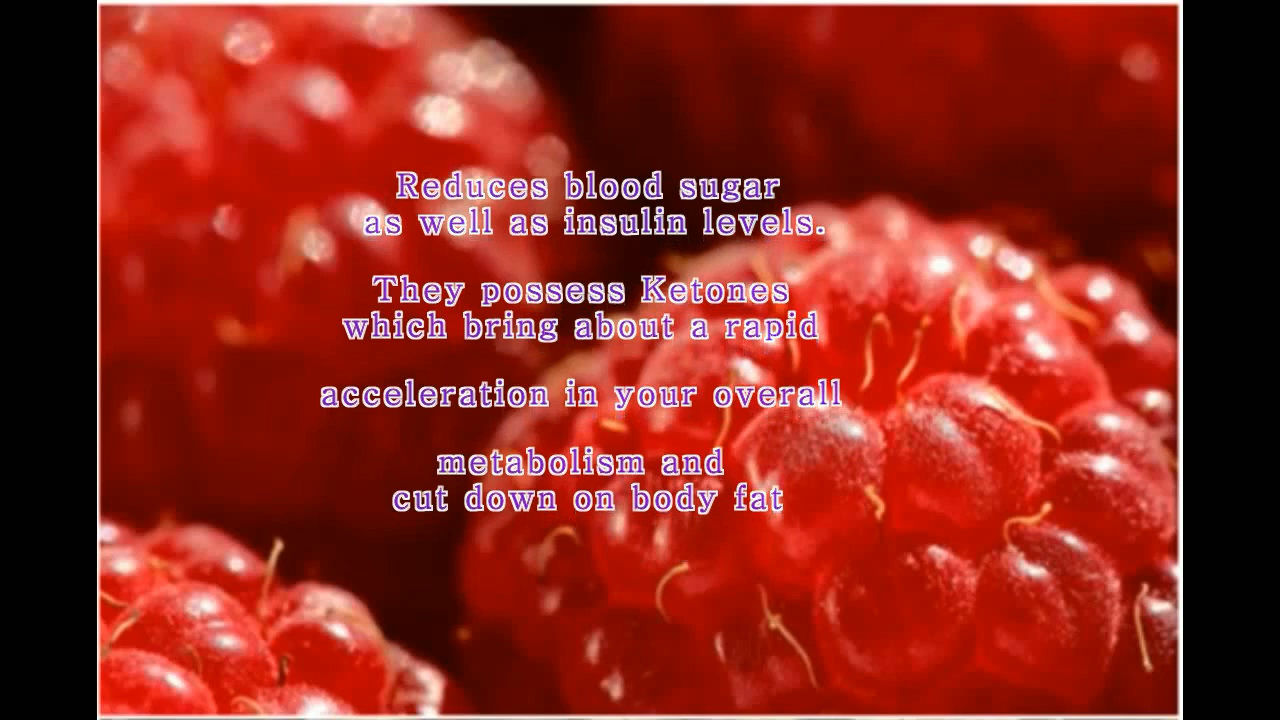 Reduces blood sugar
as well as insulin levels.
They possess Ketones
which bring about a rapid
acceleration in your overall
metabolism and
cut down on body fat